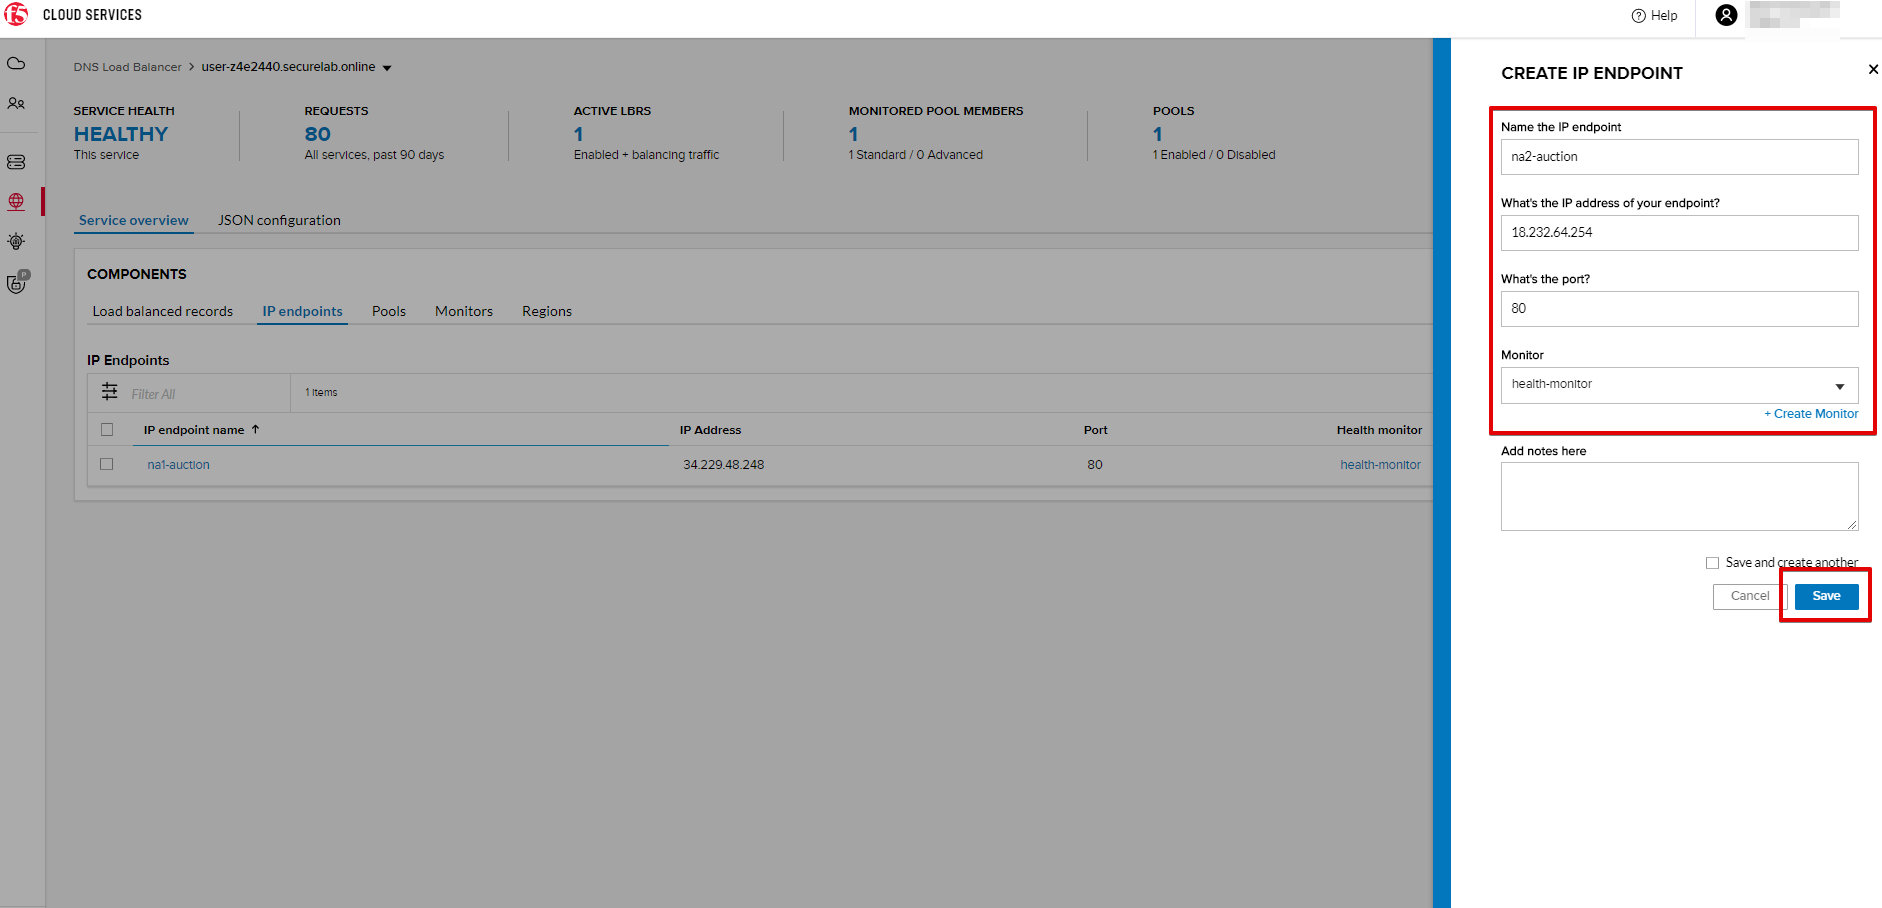 f5 CLOUD SERVICES
Help
DNS Load Balancer > user-z4e2440.securelab.online
SERVICE HEALTH
HEALTHY
This service
REQUESTS
80
All services, past 90 days
ACTIVE LBRS
1
Enabled + balancing traffic
MONITORED POOL MEMBERS
1
1 Standard / 0 Advanced
POOLS
1
1 Enabled / 0 Disabled
Service overview JSON configuration
COMPONENTS
Load balanced records IP endpoints Pools Monitors Regions
IP Endpoints
Filter All 1 Items
IP endpoint name ↑ IP Address Port Health monitor
na1-auction 34.229.48.248 80 health-monitor
P
CREATE IP ENDPOINT
Name the IP endpoint
na2-auction
What's the IP address of your endpoint?
18.232.64.254
What's the port?
80
Monitor
health-monitor
+ Create Monitor
Add notes here
Save and create another
Cancel Save